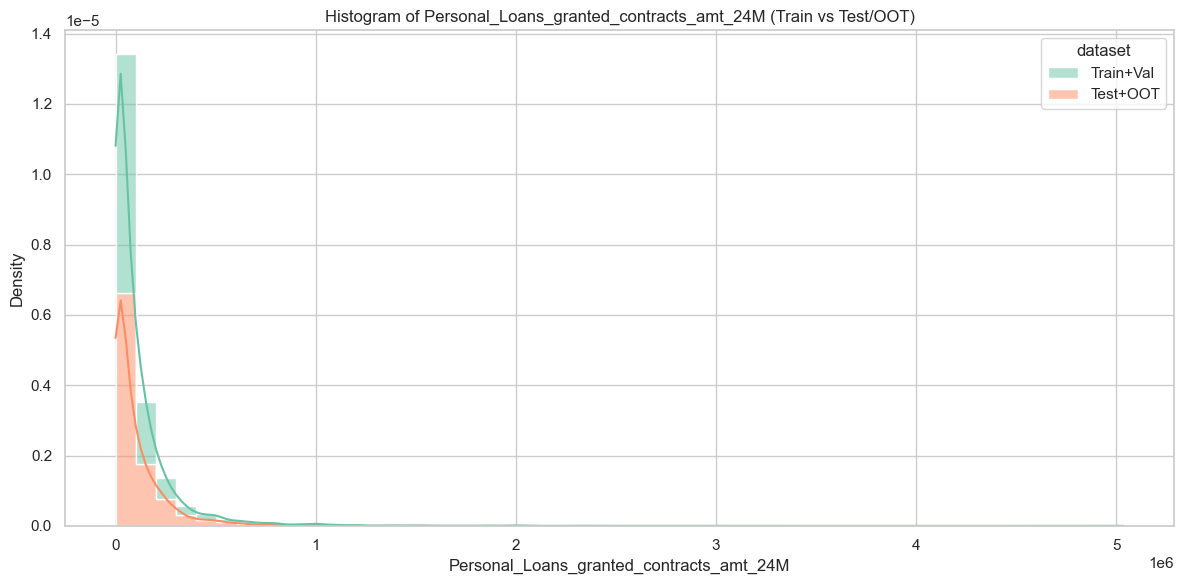 Histogram of Personal_Loans_granted_contracts_amt_24M (Train vs Test/OOT)
1e−5
1.4
1.2
1.0
0.8
0.6
0.4
0.2
0.0
Density
dataset
Train+Val
Test+OOT
0 1 2 3 4 5
1e6
Personal_Loans_granted_contracts_amt_24M